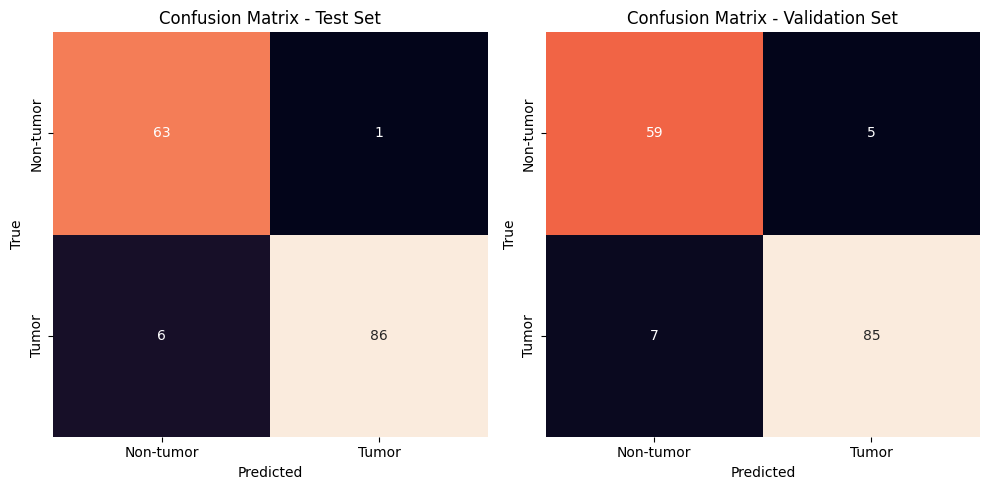 Confusion Matrix - Test Set
Non-tumor
Tumor
True
63
1
6
86
Non-tumor
Tumor
Predicted
Confusion Matrix - Validation Set
Non-tumor
Tumor
True
59
5
7
85
Non-tumor
Tumor
Predicted